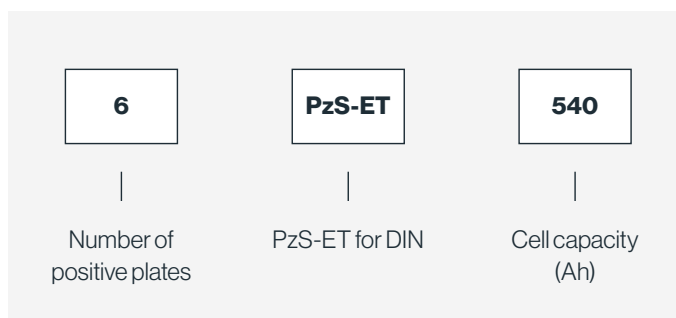 6
PzS-ET
540
Number of
positive plates
PzS-ET for DIN
Cell capacity
(Ah)